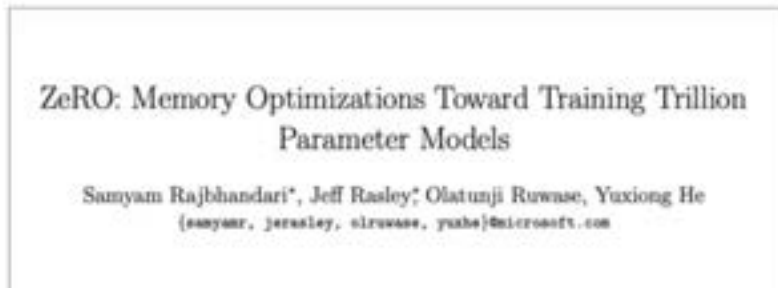 ZeRO: Memory Optimizations Toward Training Trillion
Parameter Models
Samyam Rajbhandari*, Jeff Rasley*, Olatunji Ruwase, Yuxiong He
{samyamr, jerasley, olruwase, yuxhe}@microsoft.com